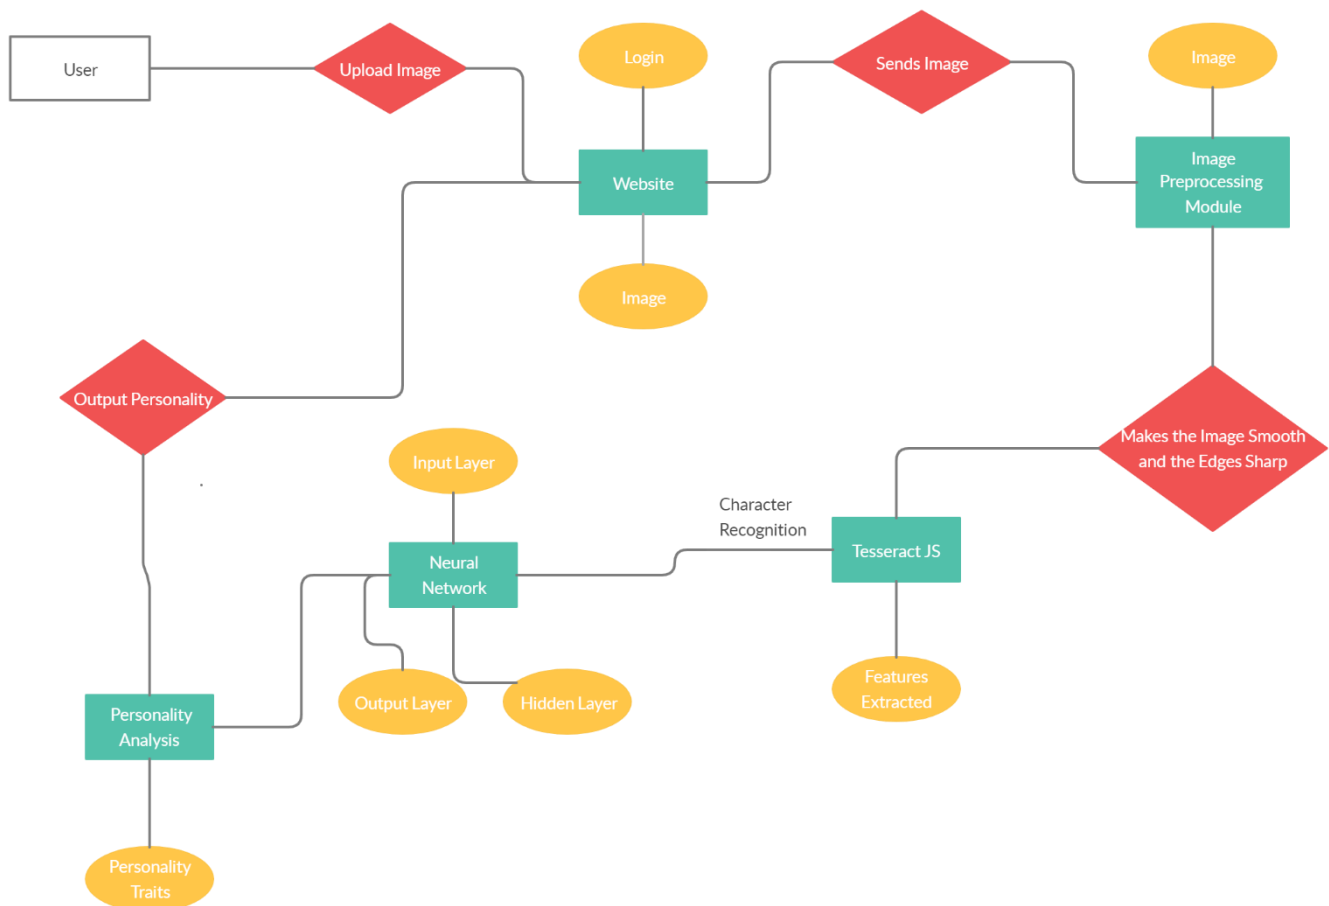 User
Upload Image
Login
Sends Image
Image
Website
Image
Preprocessing
Module
Image
Output Personality
Makes the Image Smooth
and the Edges Sharp
Input Layer
Character
Recognition
Neural
Network
Tesseract JS
Output Layer
Hidden Layer
Features
Extracted
Personality
Analysis
Personality
Traits